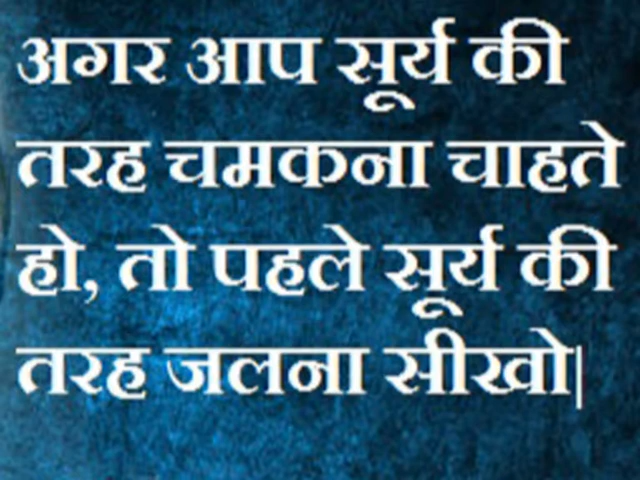 अगर आप सूर्य की
तरह चमकना चाहते
हो, तो पहले सूर्य की
तरह जलना सीखो|